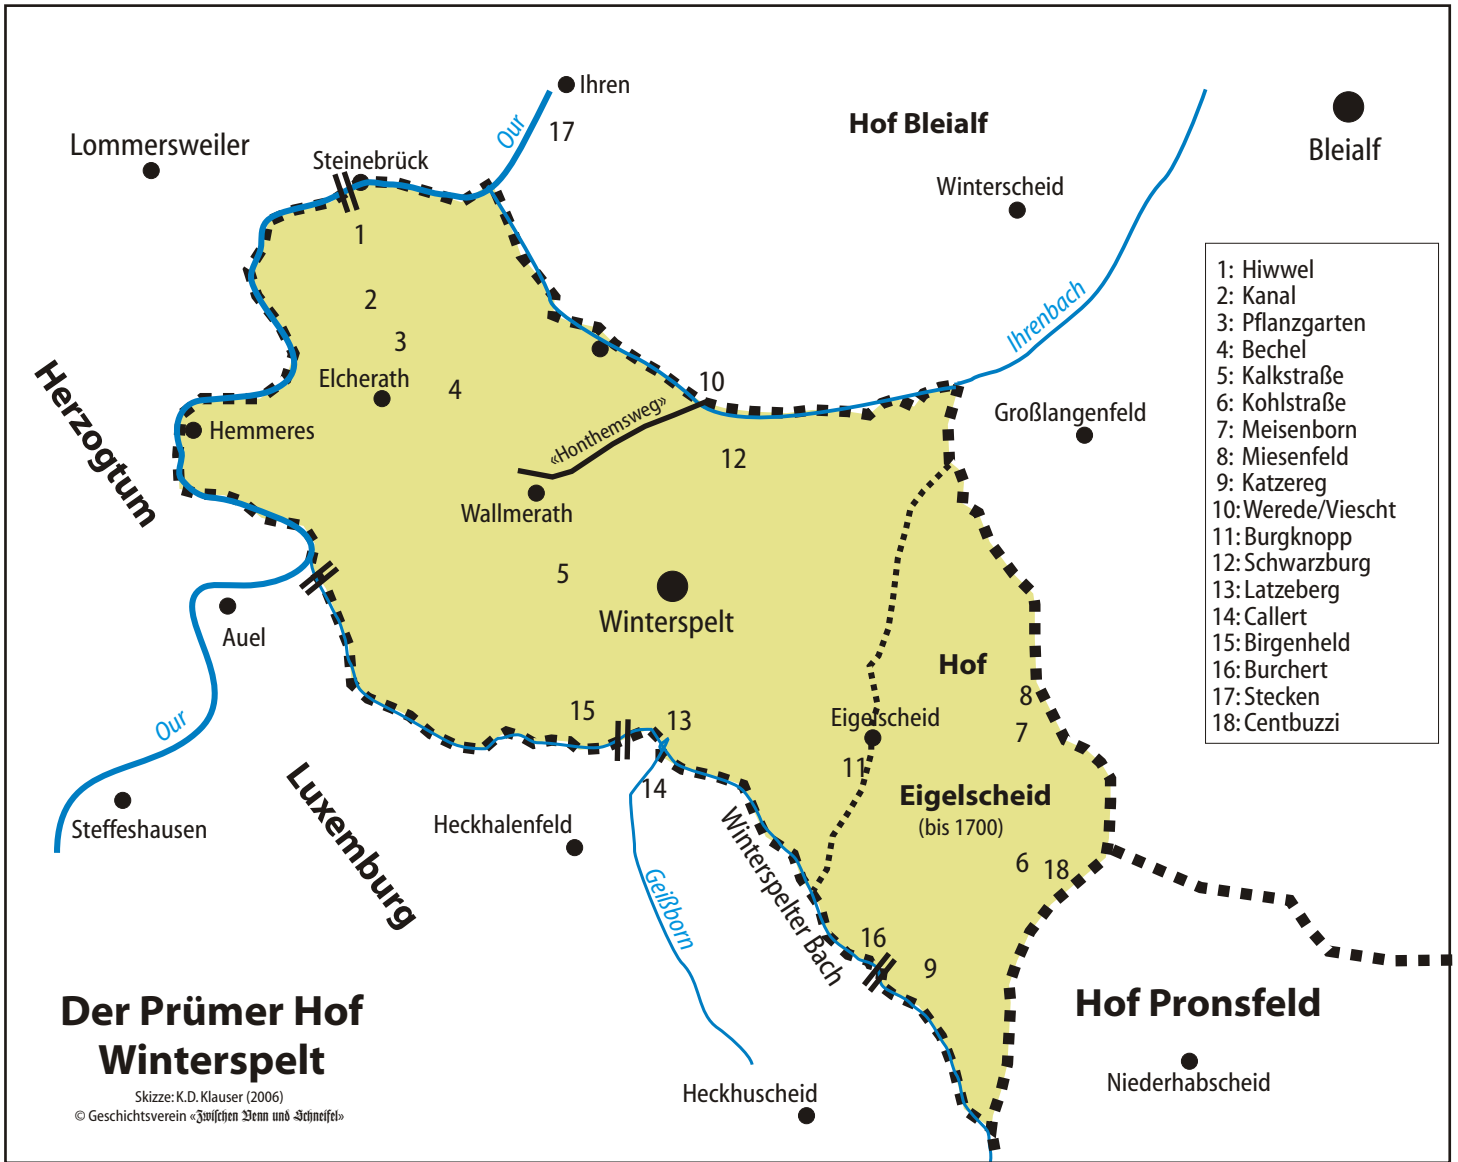 Ihren
Our
17
Hof Bleialf
Bleialf
Lommersweiler
Steinebrück
Winterscheid
1
2
3
Elcherath
4
Ihrenbach
10
Großlangenfeld
«Honthemsweg»
Hemmeres
12
Herzogtum
Wallmerath
5
Winterspelt
Auel
Hof
8
Our
15
13
Eigelscheid
7
11
14
Eigelscheid
(bis 1700)
Steffeshausen
Luxemburg
Heckhalenfeld
Winterspelter Bach
6
18
Geißborn
16
9
Hof Pronsfeld
Niederhabscheid
Heckhuscheid
1: Hiwwel
2: Kanal
3: Pflanzgarten
4: Bechel
5: Kalkstraße
6: Kohlstraße
7: Meisenborn
8: Miesenfeld
9: Katzereg
10: Werede/Viescht
11: Burgknopp
12: Schwarzburg
13: Latzeberg
14: Callert
15: Birgenheld
16: Burchert
17: Stecken
18: Centbuzzi
Der Prümer Hof
Winterspelt
Skizze: K.D. Klauser (2006)
© Geschichtsverein «Zwischen Venn und Schneifel»